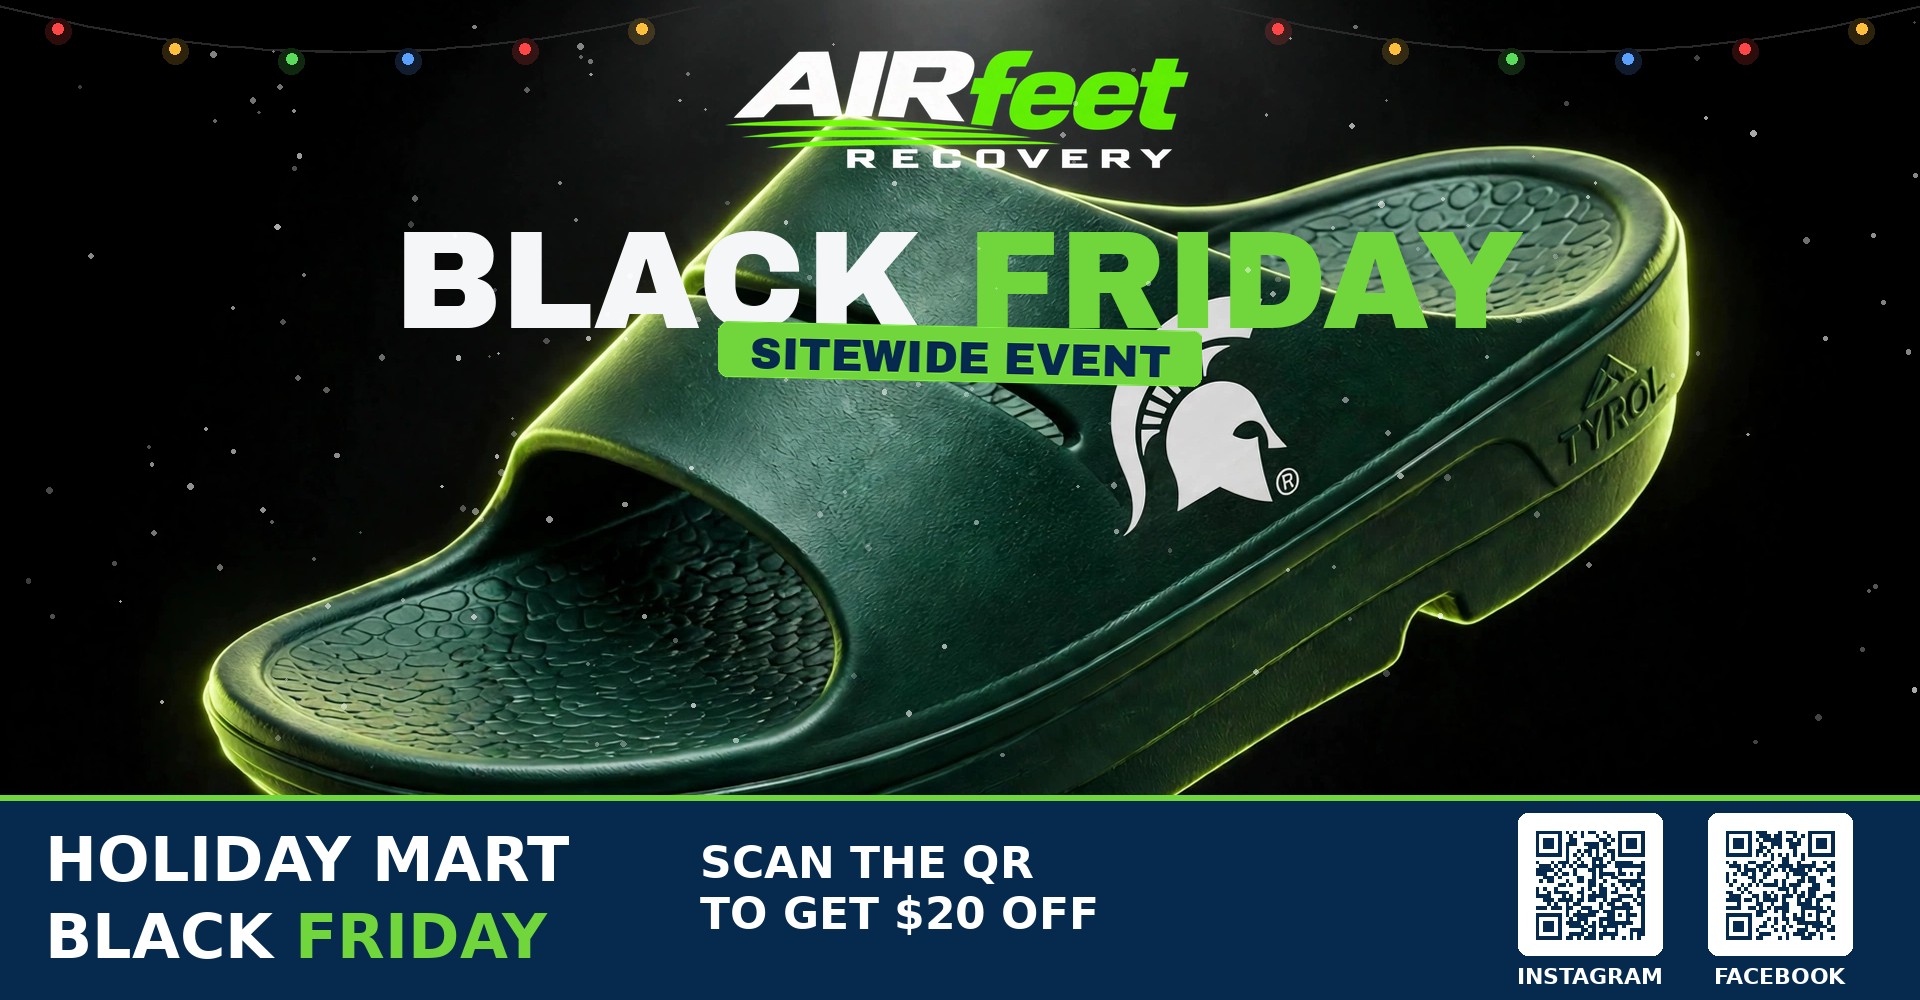 AIRfeet
RECOVERY
BLACK FRIDAY
SITEWIDE EVENT
TYROL
®
HOLIDAY MART
BLACK FRIDAY
SCAN THE QR
TO GET $20 OFF
INSTAGRAM
FACEBOOK